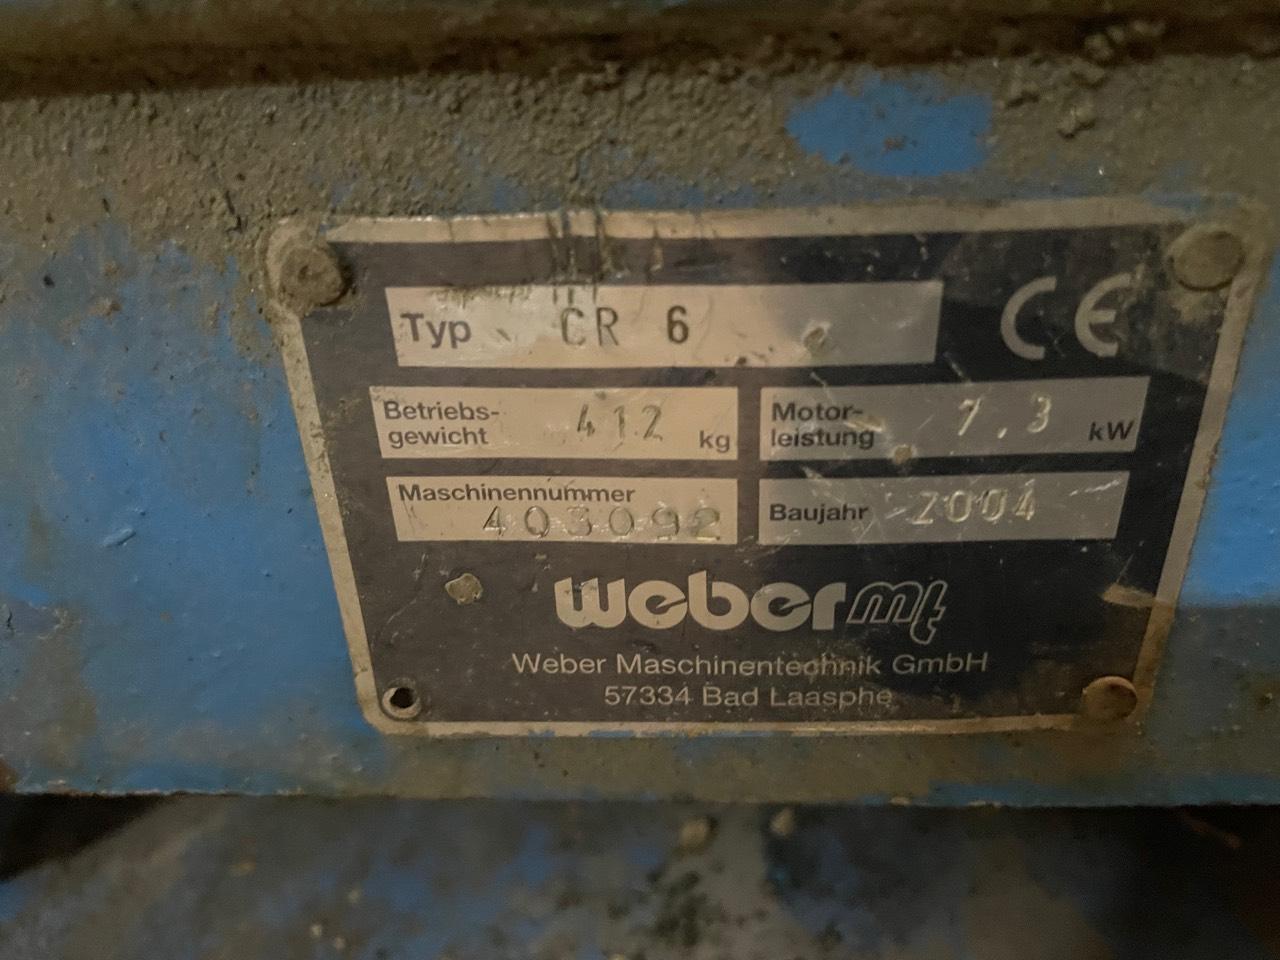 Typ CR 6
CE
Betriebs-
gewicht 412 kg
Motor-
leistung 7.3 kW
Maschinennummer
403092
Baujahr 2004
weber mt
Weber Maschinentechnik GmbH
57334 Bad Laasphe